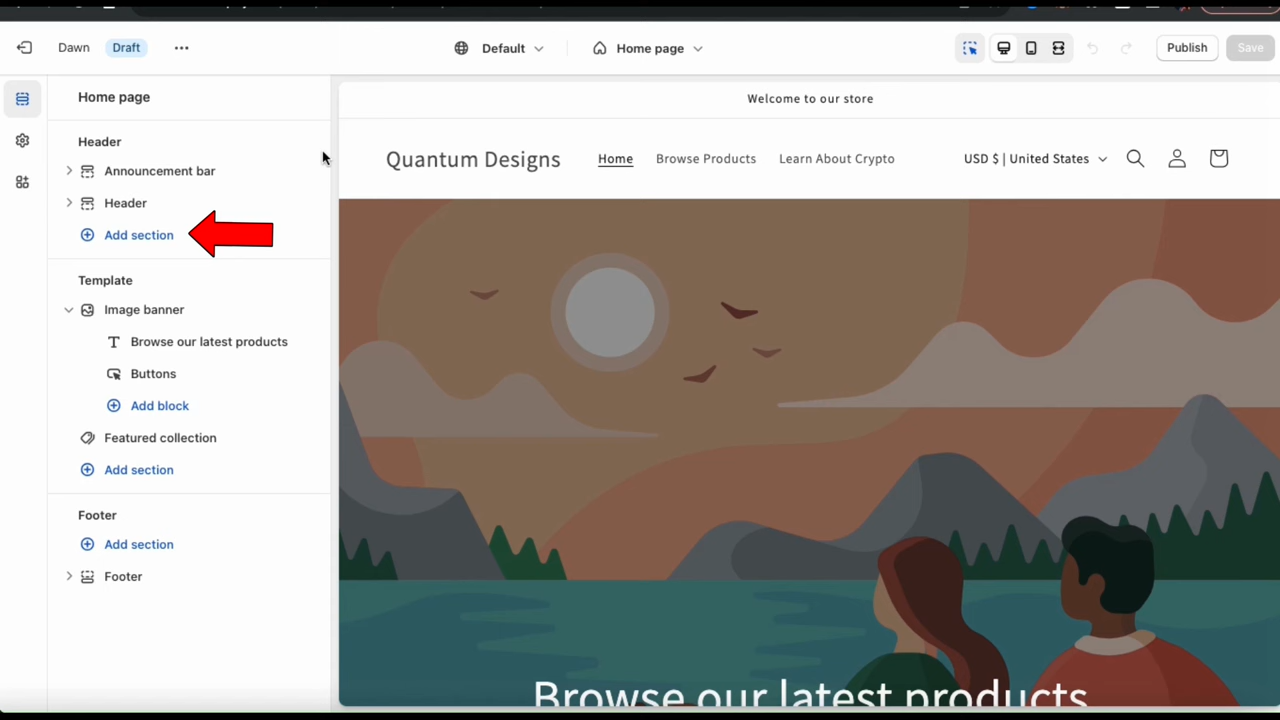 Dawn Draft Default Home page Publish Save
Home page
Header
Announcement bar
Header
Add section
Template
Image banner
Browse our latest products
Buttons
Add block
Featured collection
Add section
Footer
Add section
Footer
Welcome to our store
Quantum Designs Home Browse Products Learn About Crypto USD $ | United States
Browse our latest products